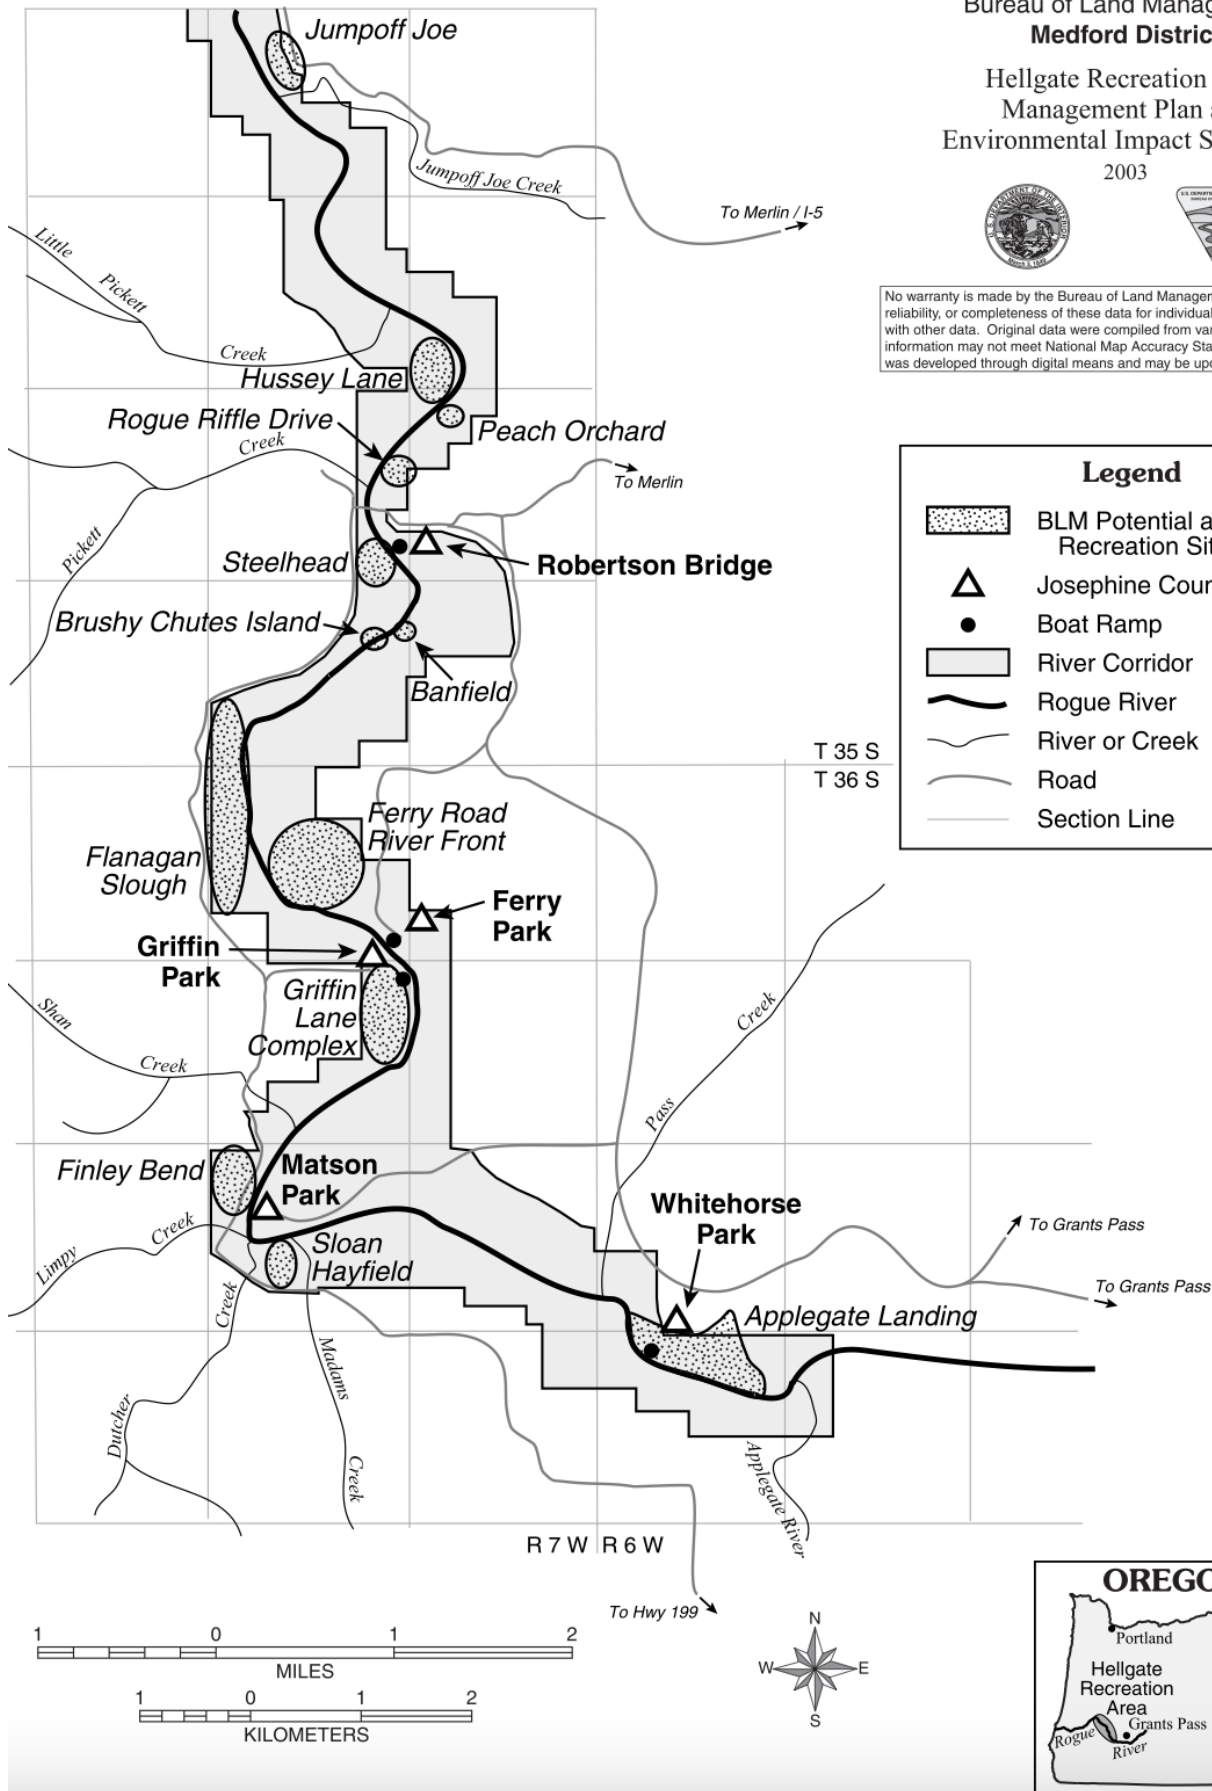 Bureau of Land Manag
Medford Distric
Hellgate Recreation
Management Plan a
Environmental Impact S
2003
U.S. DEPARTMENT OF THE INTERIOR
March 3, 1849
No warranty is made by the Bureau of Land Managem
reliability, or completeness of these data for individual
with other data. Original data were compiled from var
information may not meet National Map Accuracy Sta
was developed through digital means and may be upd
Jumpoff Joe
Jumpoff Joe Creek
To Merlin / I-5
Little
Pickett
Creek
Hussey Lane
Rogue Riffle Drive
Peach Orchard
Creek
To Merlin
Pickett
Steelhead
Robertson Bridge
Brushy Chutes Island
Banfield
Legend
BLM Potential a
Recreation Sit
Josephine Coun
Boat Ramp
River Corridor
Rogue River
River or Creek
Road
Section Line
T 35 S
T 36 S
Ferry Road
River Front
Flanagan
Slough
Ferry
Park
Griffin
Park
Griffin
Lane
Complex
Shan
Creek
Creek
Pass
Finley Bend
Matson
Park
Whitehorse
Park
Limpy
Creek
Sloan
Hayfield
To Grants Pass
To Grants Pass
Applegate Landing
Creek
Dutcher
Madams
Creek
Applegate River
R 7 W
R 6 W
To Hwy 199
1 0 1 2
MILES
1 0 1 2
KILOMETERS
N
W E
S
OREGO
Portland
Hellgate
Recreation
Area
Grants Pass
Rogue
River